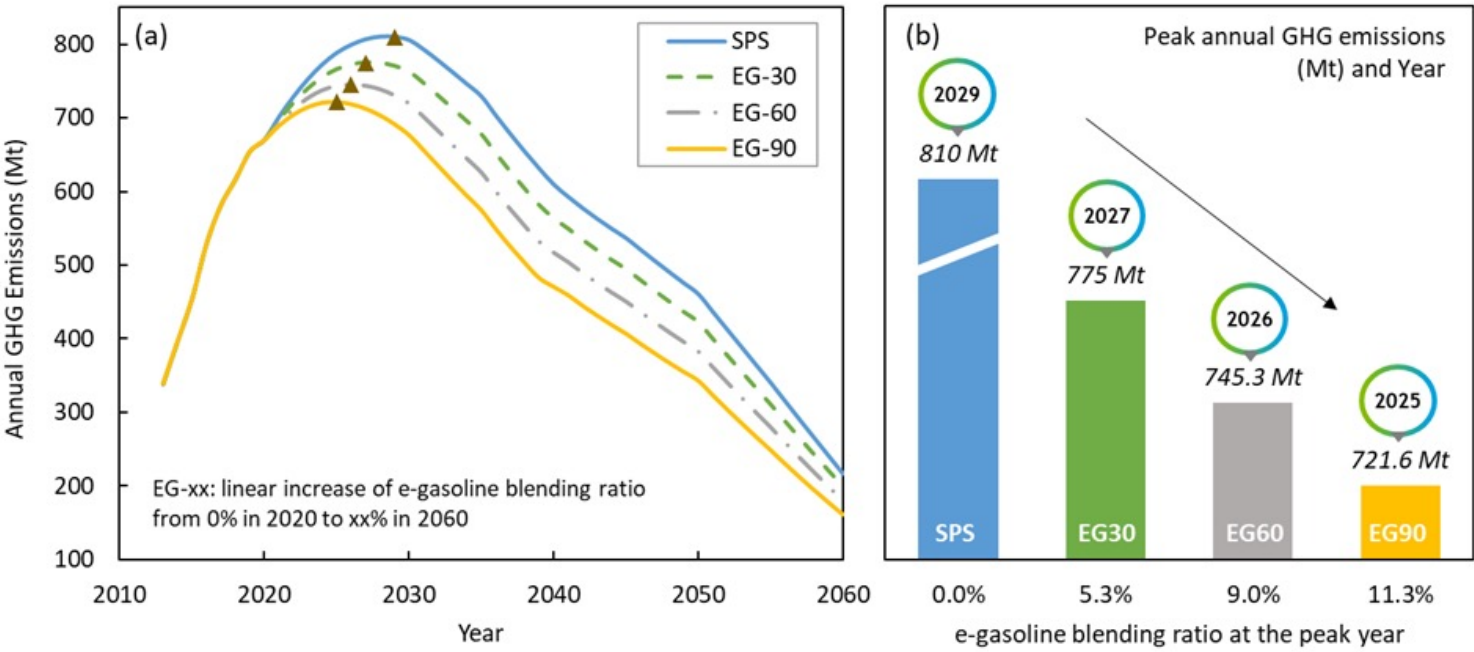 (a)
SPS
EG-30
EG-60
EG-90
800
700
600
500
400
300
200
100
Annual GHG Emissions (Mt)
EG-xx: linear increase of e-gasoline blending ratio
from 0% in 2020 to xx% in 2060
2010 2020 2030 2040 2050 2060
Year
(b)
Peak annual GHG emissions
(Mt) and Year
2029
810 Mt
2027
775 Mt
2026
745.3 Mt
2025
721.6 Mt
SPS EG30 EG60 EG90
0.0% 5.3% 9.0% 11.3%
e-gasoline blending ratio at the peak year